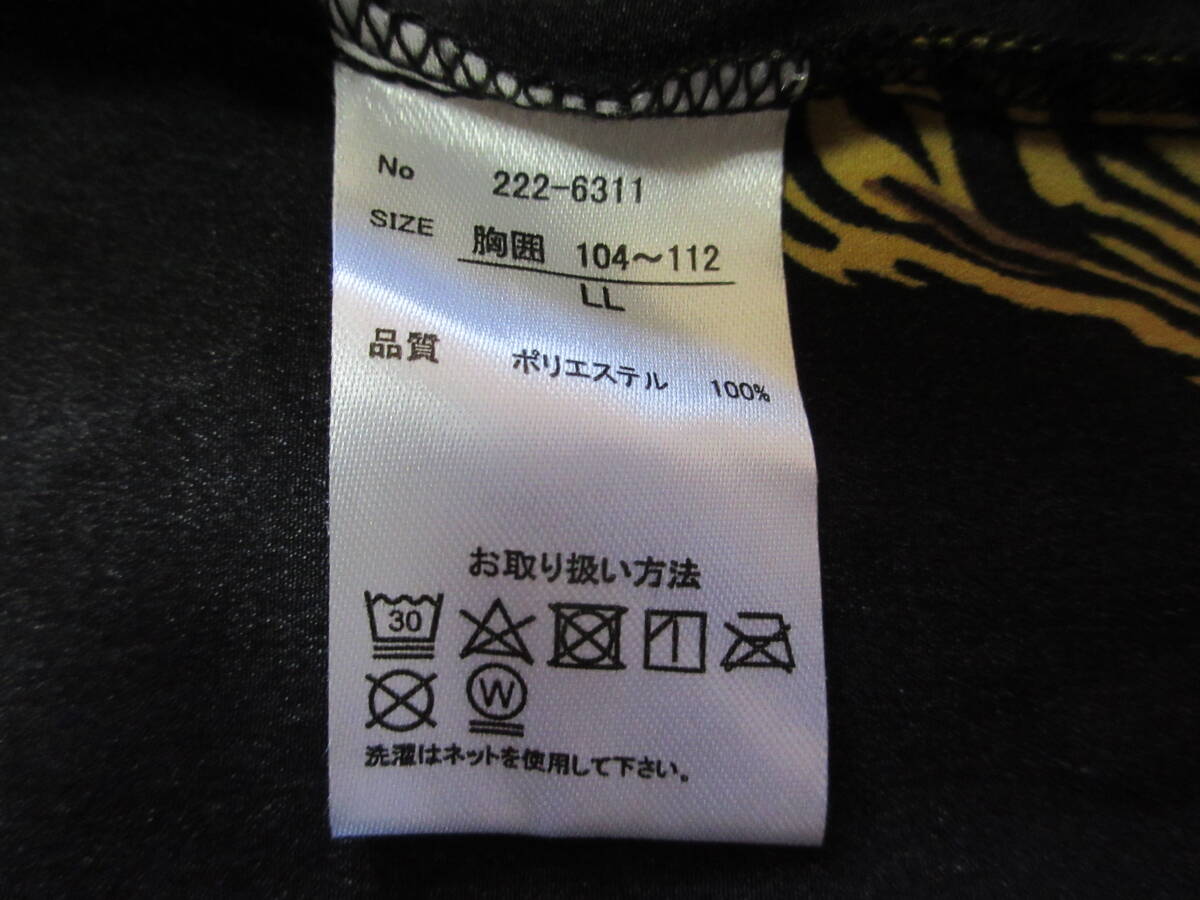 No 222-6311
SIZE 胸囲 104～112
LL
品質 ポリエステル 100%
お取り扱い方法
30
W
洗濯はネットを使用して下さい。